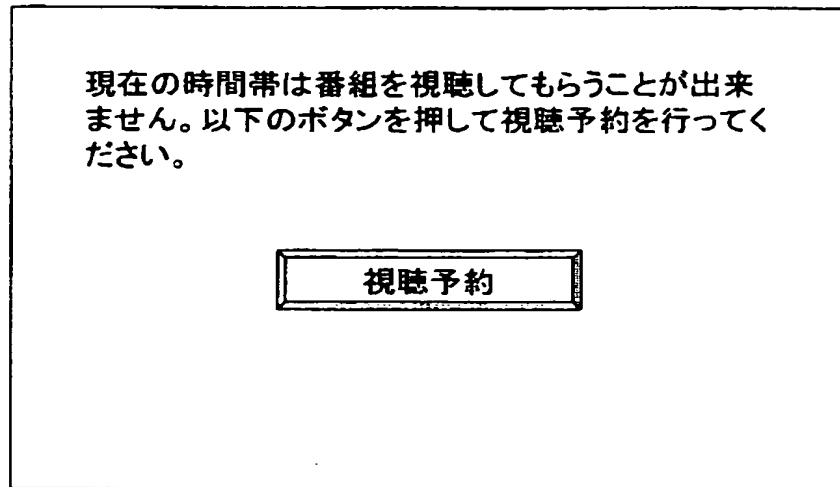 現在の時間帯は番組を視聴してもらうことが出来
ません。以下のボタンを押して視聴予約を行ってく
ださい。
視聴予約